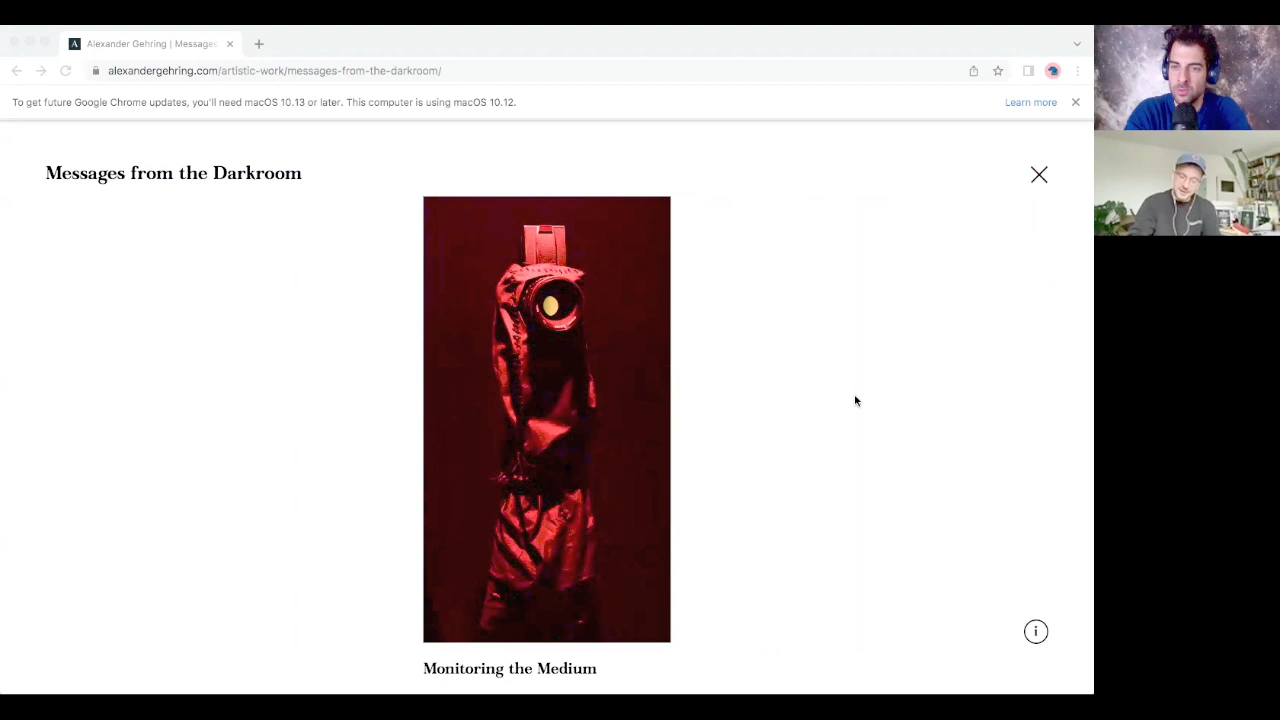 Alexander Gehring | Messages
alexandergehring.com/artistic-work/messages-from-the-darkroom/
To get future Google Chrome updates, you'll need macOS 10.13 or later. This computer is using macOS 10.12.
Learn more
Messages from the Darkroom
Monitoring the Medium